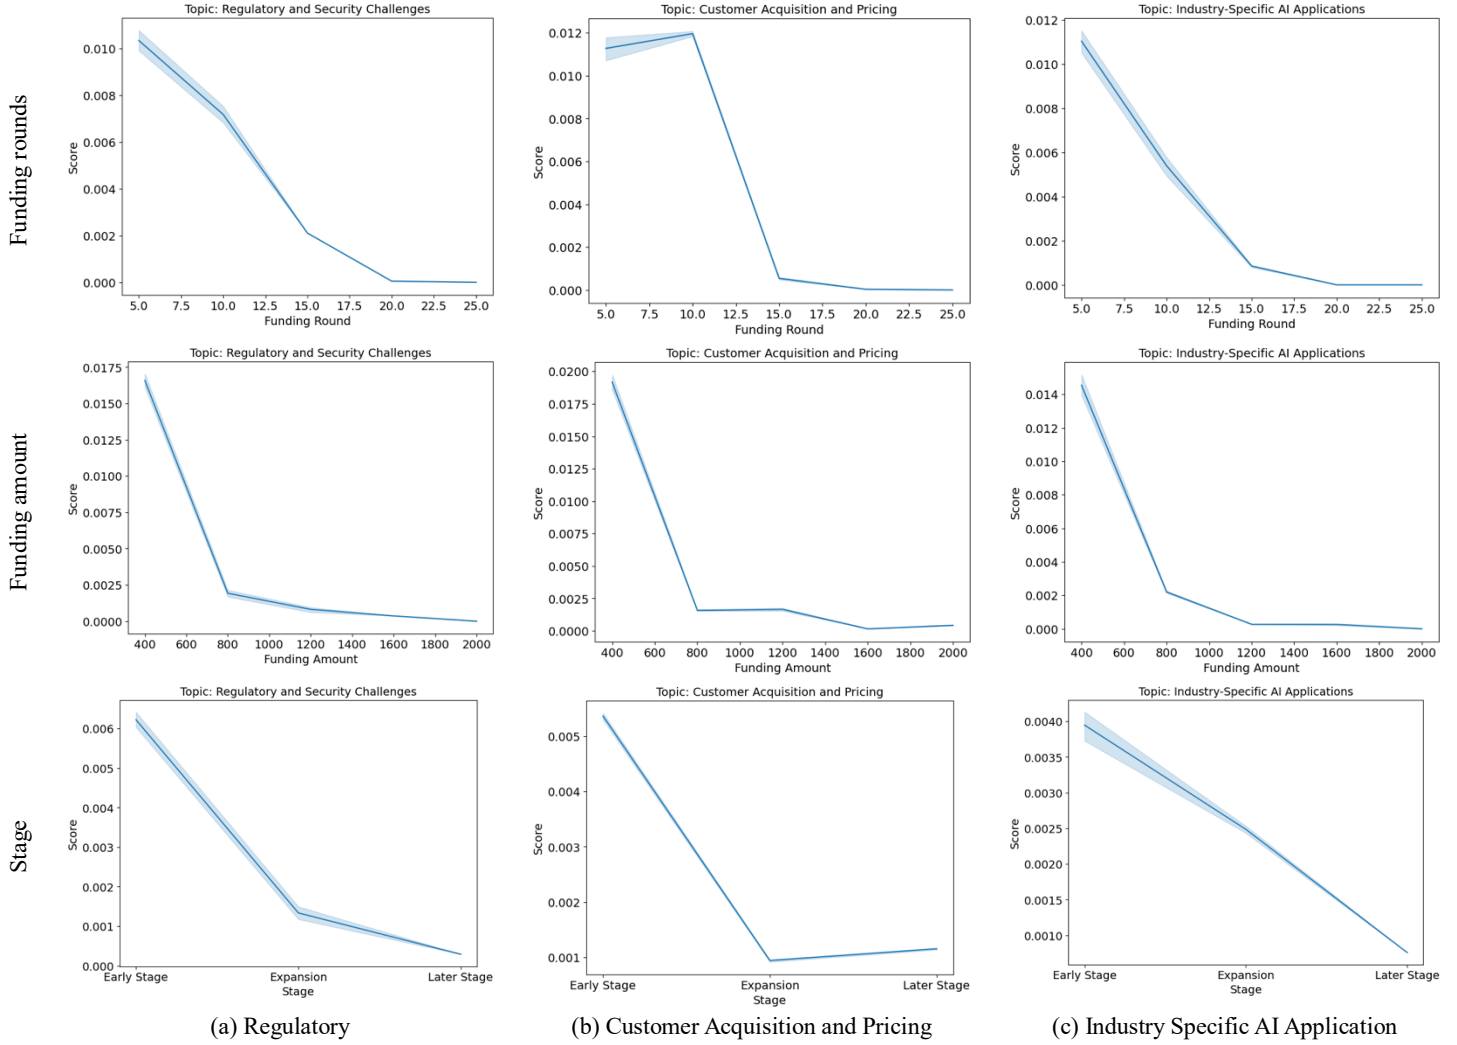 Funding rounds
Topic: Regulatory and Security Challenges
0.010
0.008
0.006
0.004
0.002
0.000
Score
5.0 7.5 10.0 12.5 15.0 17.5 20.0 22.5 25.0
Funding Round
Topic: Customer Acquisition and Pricing
0.012
0.010
0.008
0.006
0.004
0.002
0.000
Score
5.0 7.5 10.0 12.5 15.0 17.5 20.0 22.5 25.0
Funding Round
Topic: Industry-Specific AI Applications
0.012
0.010
0.008
0.006
0.004
0.002
0.000
Score
5.0 7.5 10.0 12.5 15.0 17.5 20.0 22.5 25.0
Funding Round
Funding amount
Topic: Regulatory and Security Challenges
0.0175
0.0150
0.0125
0.0100
0.0075
0.0050
0.0025
0.0000
Score
400 600 800 1000 1200 1400 1600 1800 2000
Funding Amount
Topic: Customer Acquisition and Pricing
0.0200
0.0175
0.0150
0.0125
0.0100
0.0075
0.0050
0.0025
0.0000
Score
400 600 800 1000 1200 1400 1600 1800 2000
Funding Amount
Topic: Industry-Specific AI Applications
0.014
0.012
0.010
0.008
0.006
0.004
0.002
0.000
Score
400 600 800 1000 1200 1400 1600 1800 2000
Funding Amount
Stage
Topic: Regulatory and Security Challenges
0.006
0.005
0.004
0.003
0.002
0.001
0.000
Score
Early Stage Expansion Later Stage
Stage
Topic: Customer Acquisition and Pricing
0.005
0.004
0.003
0.002
0.001
Score
Early Stage Expansion Later Stage
Stage
Topic: Industry-Specific AI Applications
0.0040
0.0035
0.0030
0.0025
0.0020
0.0015
0.0010
Score
Early Stage Expansion Later Stage
Stage
(a) Regulatory
(b) Customer Acquisition and Pricing
(c) Industry Specific AI Application